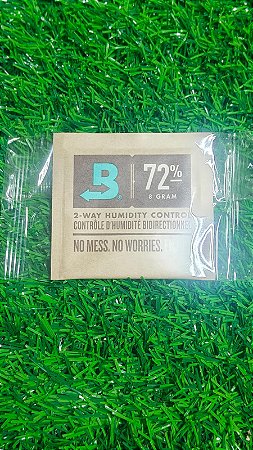 B® 72%
8 GRAM
2-WAY HUMIDITY CONTRO
CONTRÔLE D'HUMIDITÉ BIDIRECTIONNE
NO MESS. NO WORRIES.